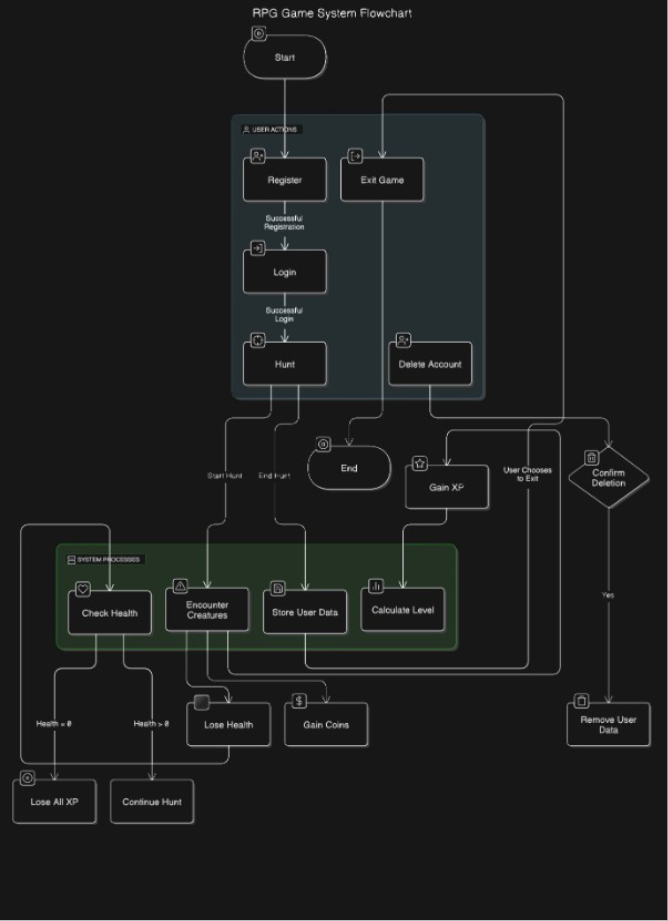 RPG Game System Flowchart
Start
USER ACTIONS
Register
Exit Game
Successful
Registration
Login
Successful
Login
Hunt
Delete Account
End
Gain XP
Confirm
Deletion
Start Hunt
End Hunt
User Chooses
to Exit
SYSTEM PROCESSES
Check Health
Encounter
Creatures
Store User Data
Calculate Level
Yes
Health = 0
Health > 0
Lose Health
Gain Coins
Remove User
Data
Lose All XP
Continue Hunt